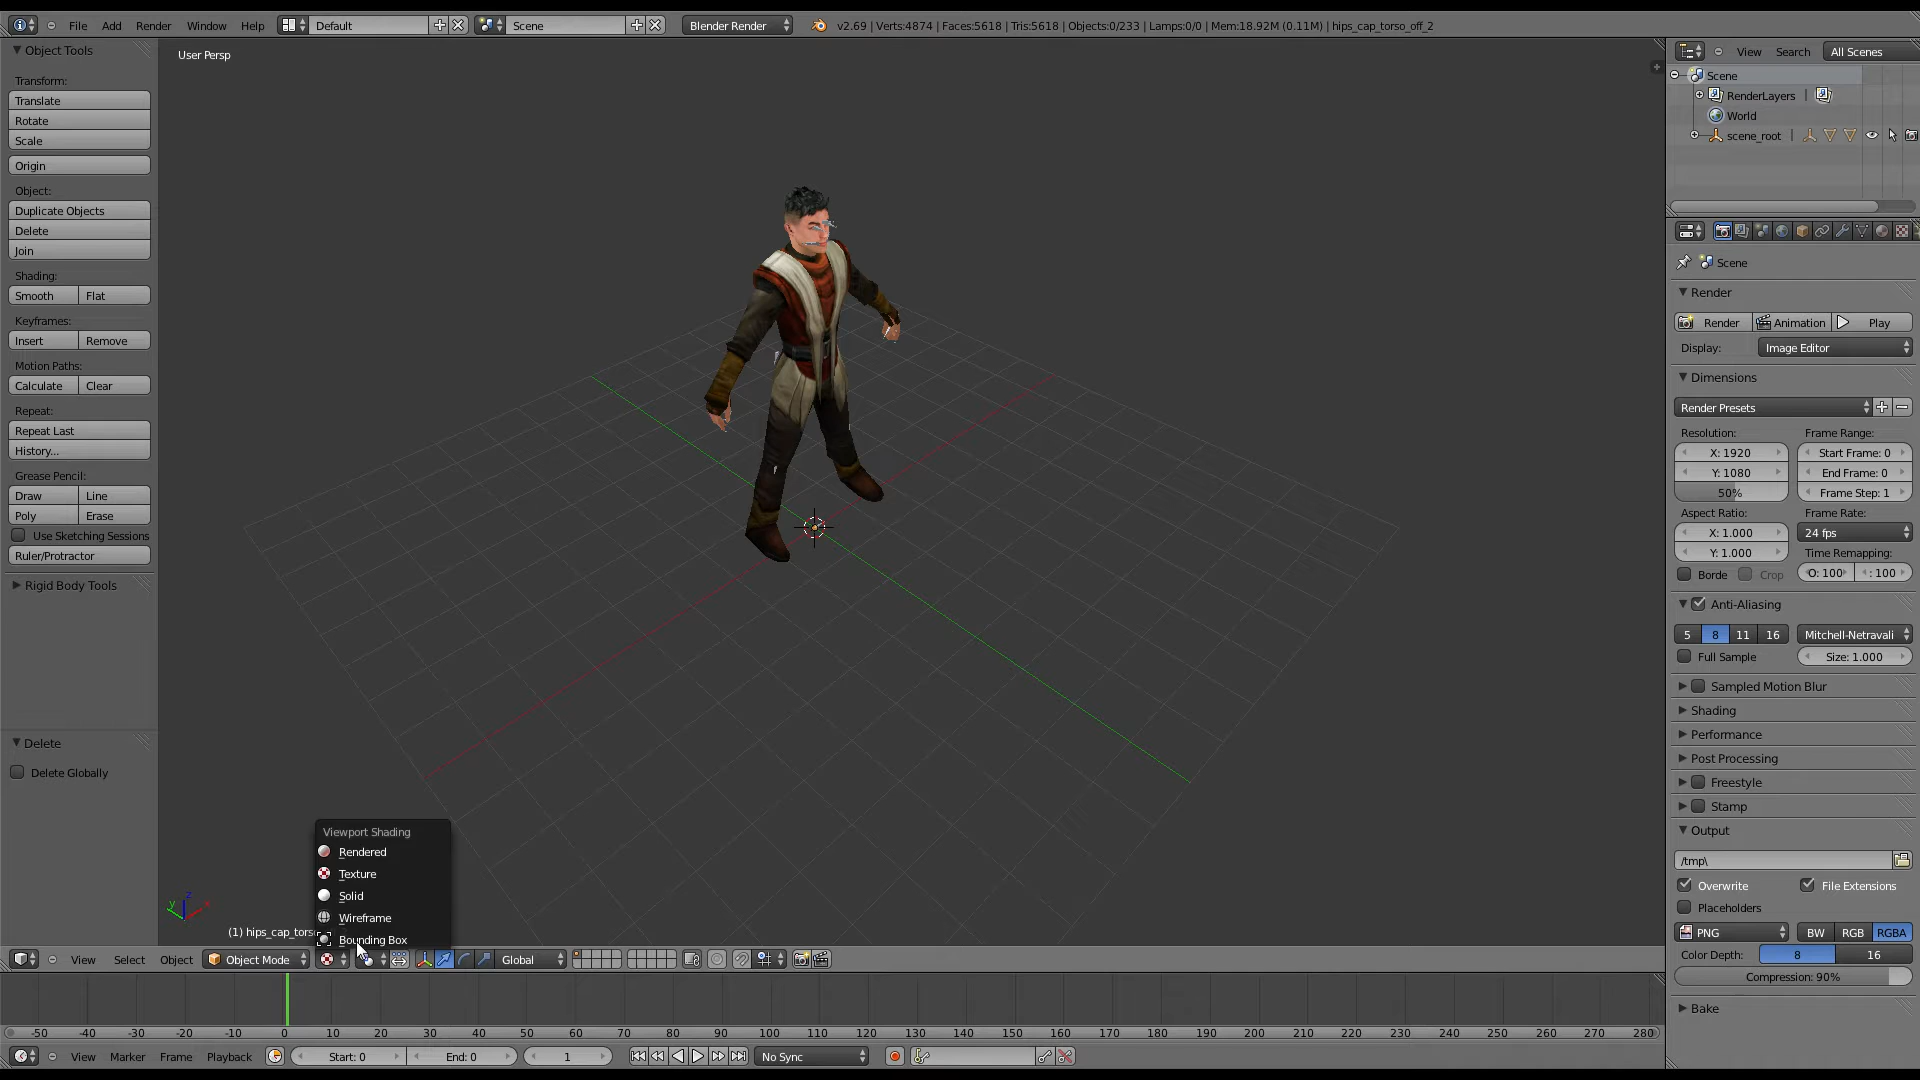 File Add Render Window Help Default Scene Blender Render v2.69 | Verts:4874 | Faces:5618 | Tris:5618 | Objects:0/233 | Lamps:0/0 | Mem:18.92M (0.11M) | hips_cap_torso_off_2
Object Tools
Transform:
Translate
Rotate
Scale
Origin
Object:
Duplicate Objects
Delete
Join
Shading:
Smooth Flat
Keyframes:
Insert Remove
Motion Paths:
Calculate Clear
Repeat:
Repeat Last
History...
Grease Pencil:
Draw Line
Poly Erase
Use Sketching Sessions
Ruler/Protractor
Rigid Body Tools
Delete
Delete Globally
User Persp
z
y x
(1) hips_cap_tors
Viewport Shading
Rendered
Texture
Solid
Wireframe
Bounding Box
View Select Object Object Mode Global
-50 -40 -30 -20 -10 0 10 20 30 40 50 60 70 80 90 100 110 120 130 140 150 160 170 180 190 200 210 220 230 240 250 260 270 280
View Marker Frame Playback Start: 0 End: 0 1 No Sync
View Search All Scenes
Scene
RenderLayers |
World
scene_root |
Scene
Render
Render Animation Play
Display: Image Editor
Dimensions
Render Presets
Resolution: Frame Range:
X: 1920 Start Frame: 0
Y: 1080 End Frame: 0
50% Frame Step: 1
Aspect Ratio: Frame Rate:
X: 1.000 24 fps
Y: 1.000 Time Remapping:
Borde Crop O: 100 : 100
Anti-Aliasing
5 8 11 16 Mitchell-Netravali
Full Sample Size: 1.000
Sampled Motion Blur
Shading
Performance
Post Processing
Freestyle
Stamp
Output
/tmp\
Overwrite File Extensions
Placeholders
PNG BW RGB RGBA
Color Depth: 8 16
Compression: 90%
Bake